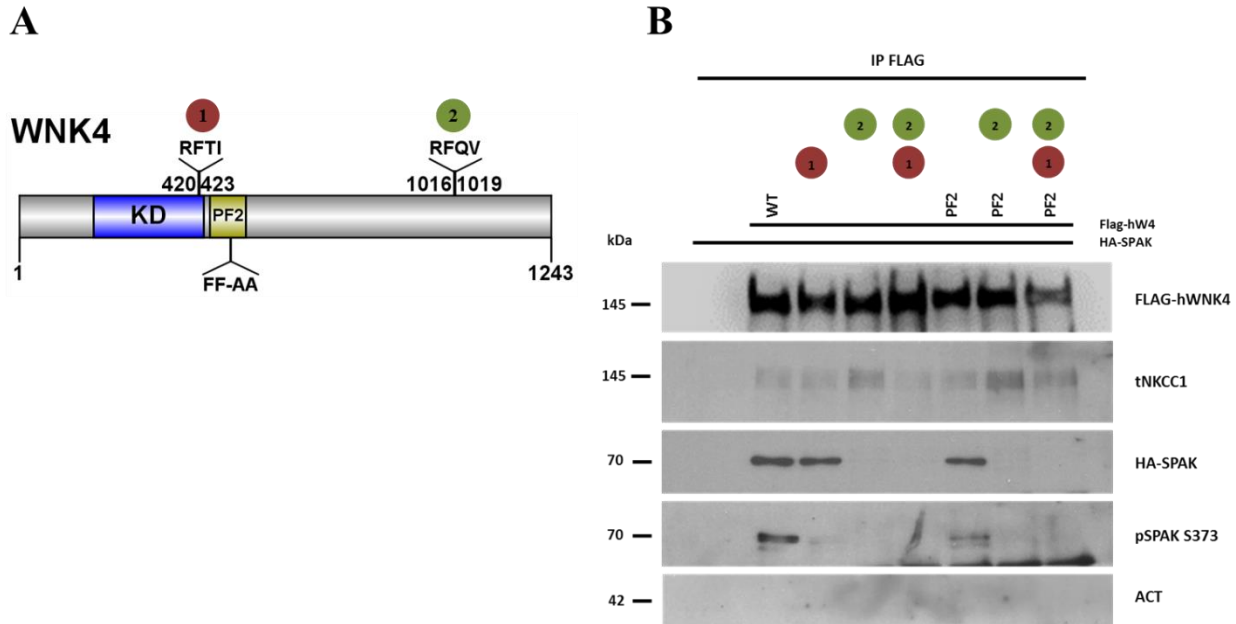 A
1
2
WNK4
RFTI
RFQV
420 423
1016 1019
KD
PF2
1
1243
FF-AA
B
IP FLAG
2 2 2 2
1 1 1
WT PF2 PF2 PF2
Flag-hW4
kDa
HA-SPAK
145
FLAG-hWNK4
145
tNKCC1
70
HA-SPAK
70
pSPAK S373
42
ACT